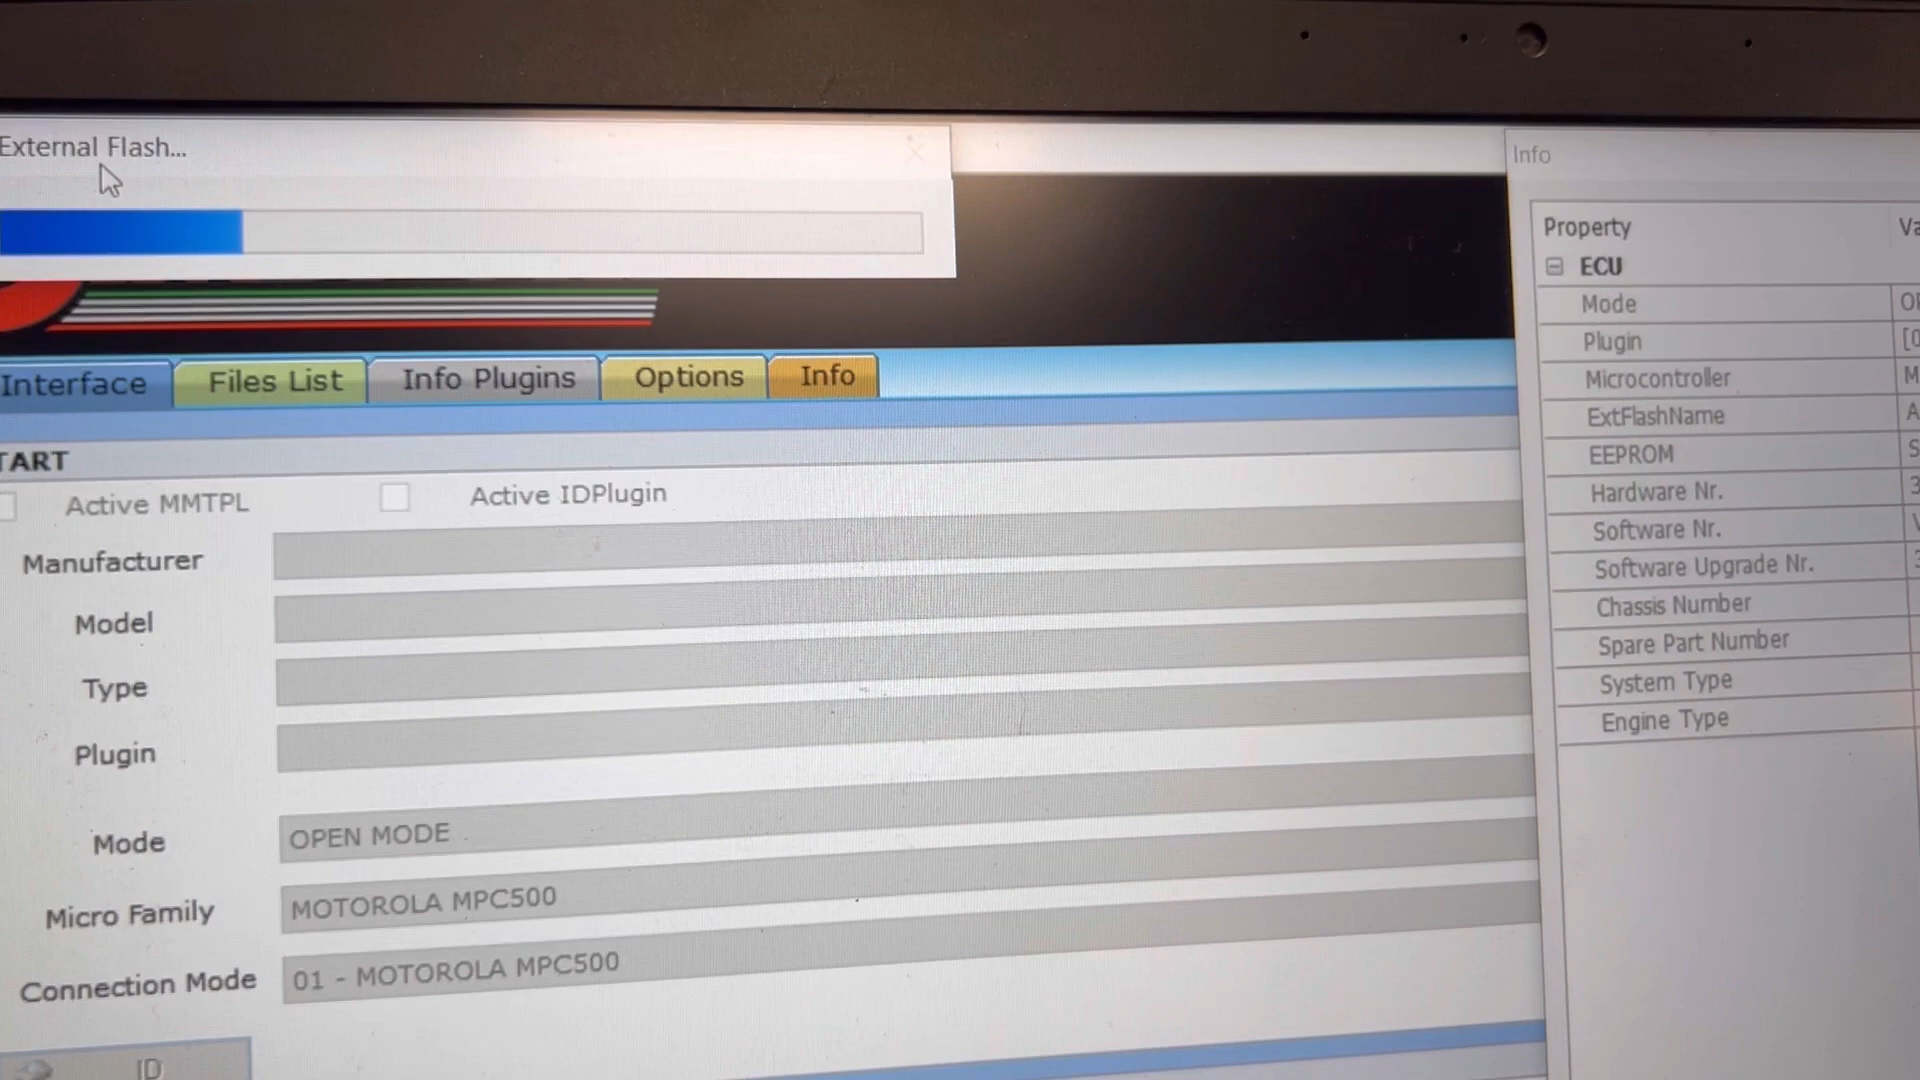 External Flash...
Interface
Files List
Info Plugins
Options
Info
TART
Active MMTPL
Active IDPlugin
Manufacturer
Model
Type
Plugin
Mode
OPEN MODE
Micro Family
MOTOROLA MPC500
Connection Mode
01 - MOTOROLA MPC500
ID
Info
Property
ECU
Mode
Plugin
Microcontroller
ExtFlashName
EEPROM
Hardware Nr.
Software Nr.
Software Upgrade Nr.
Chassis Number
Spare Part Number
System Type
Engine Type